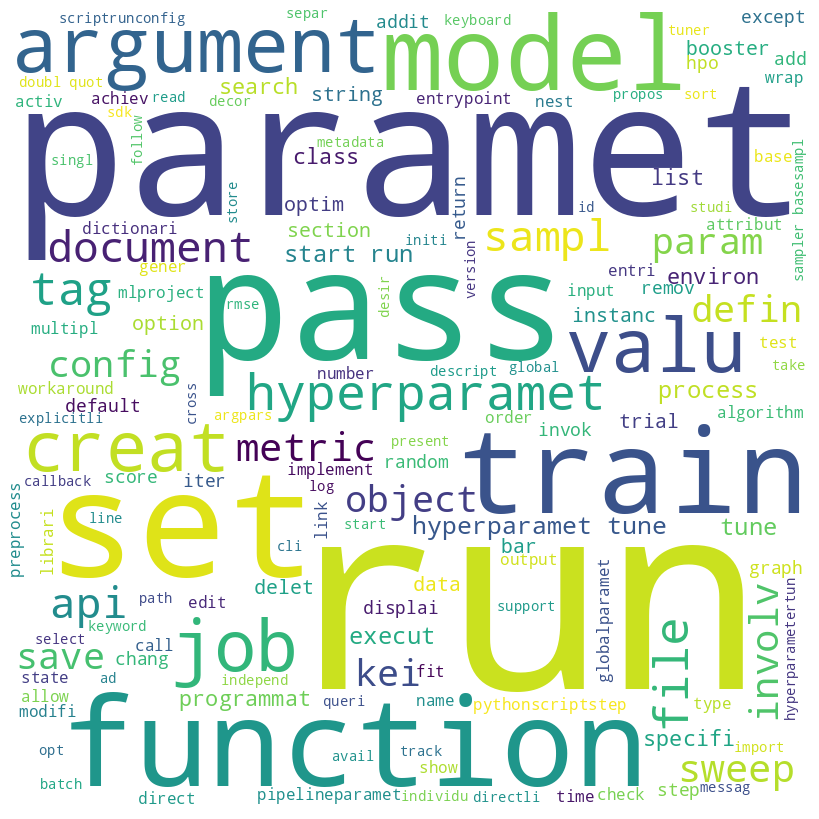 scriptrunconfig
separ
addit
keyboard
tuner
except
argument
model
booster
hpo
add
wrap
doubl
quot
activ
achiev
read
search
decor
string
entrypoint
nest
propos
sort
sdk
paramet
follow
singl
metadata
class
list
base
sampler basesampl
store
optim
return
id
studi
attribut
dictionari
document
section
initi
start run
version
sampl
param
gener
tag
mlproject
rmse
desir
entri
environ
input
remov
multipl
option
pass
instanc
defin
test
valu
config
number
descript
global
take
workaround
hyperparamet
process
default
cross
explicitli
argpars
order
invok
trial
algorithm
creat
metric
present
callback
score
iter
implement
random
log
train
preprocess
set
object
link
line
librari
start
hyperparamet tune
tune
bar
cli
run
output
graph
api
path
edit
delet
data
displai
support
globalparamet
hyperparametertun
select
keyword
call
job
execut
file
involv
save
chang
state
ad
independ
kei
fit
allow
programmat
modifi
queri
name
pythonscriptstep
type
function
specifi
import
opt
avail
track
show
sweep
batch
direct
pipelineparamet
individu
directli
time
check
step
messag